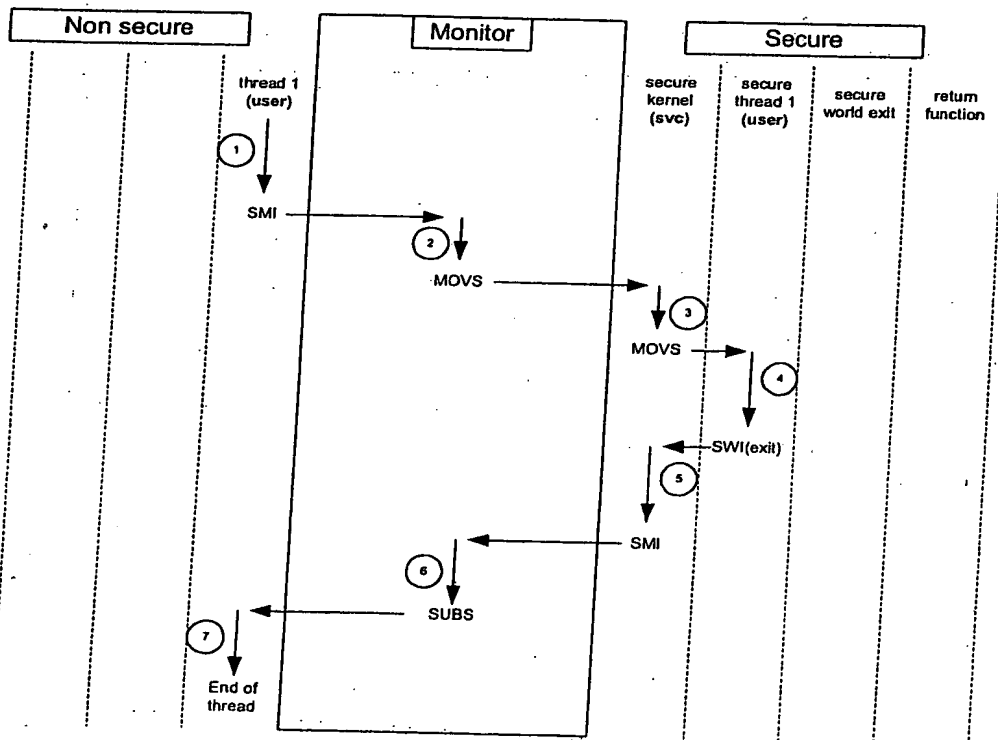 Non secure
Monitor
Secure
thread 1
(user)
secure
kernel
(svc)
secure
thread 1
(user)
secure
world exit
return
function
1
SMI
2
MOVS
3
MOVS
4
SWI(exit)
5
SMI
6
SUBS
7
End of
thread